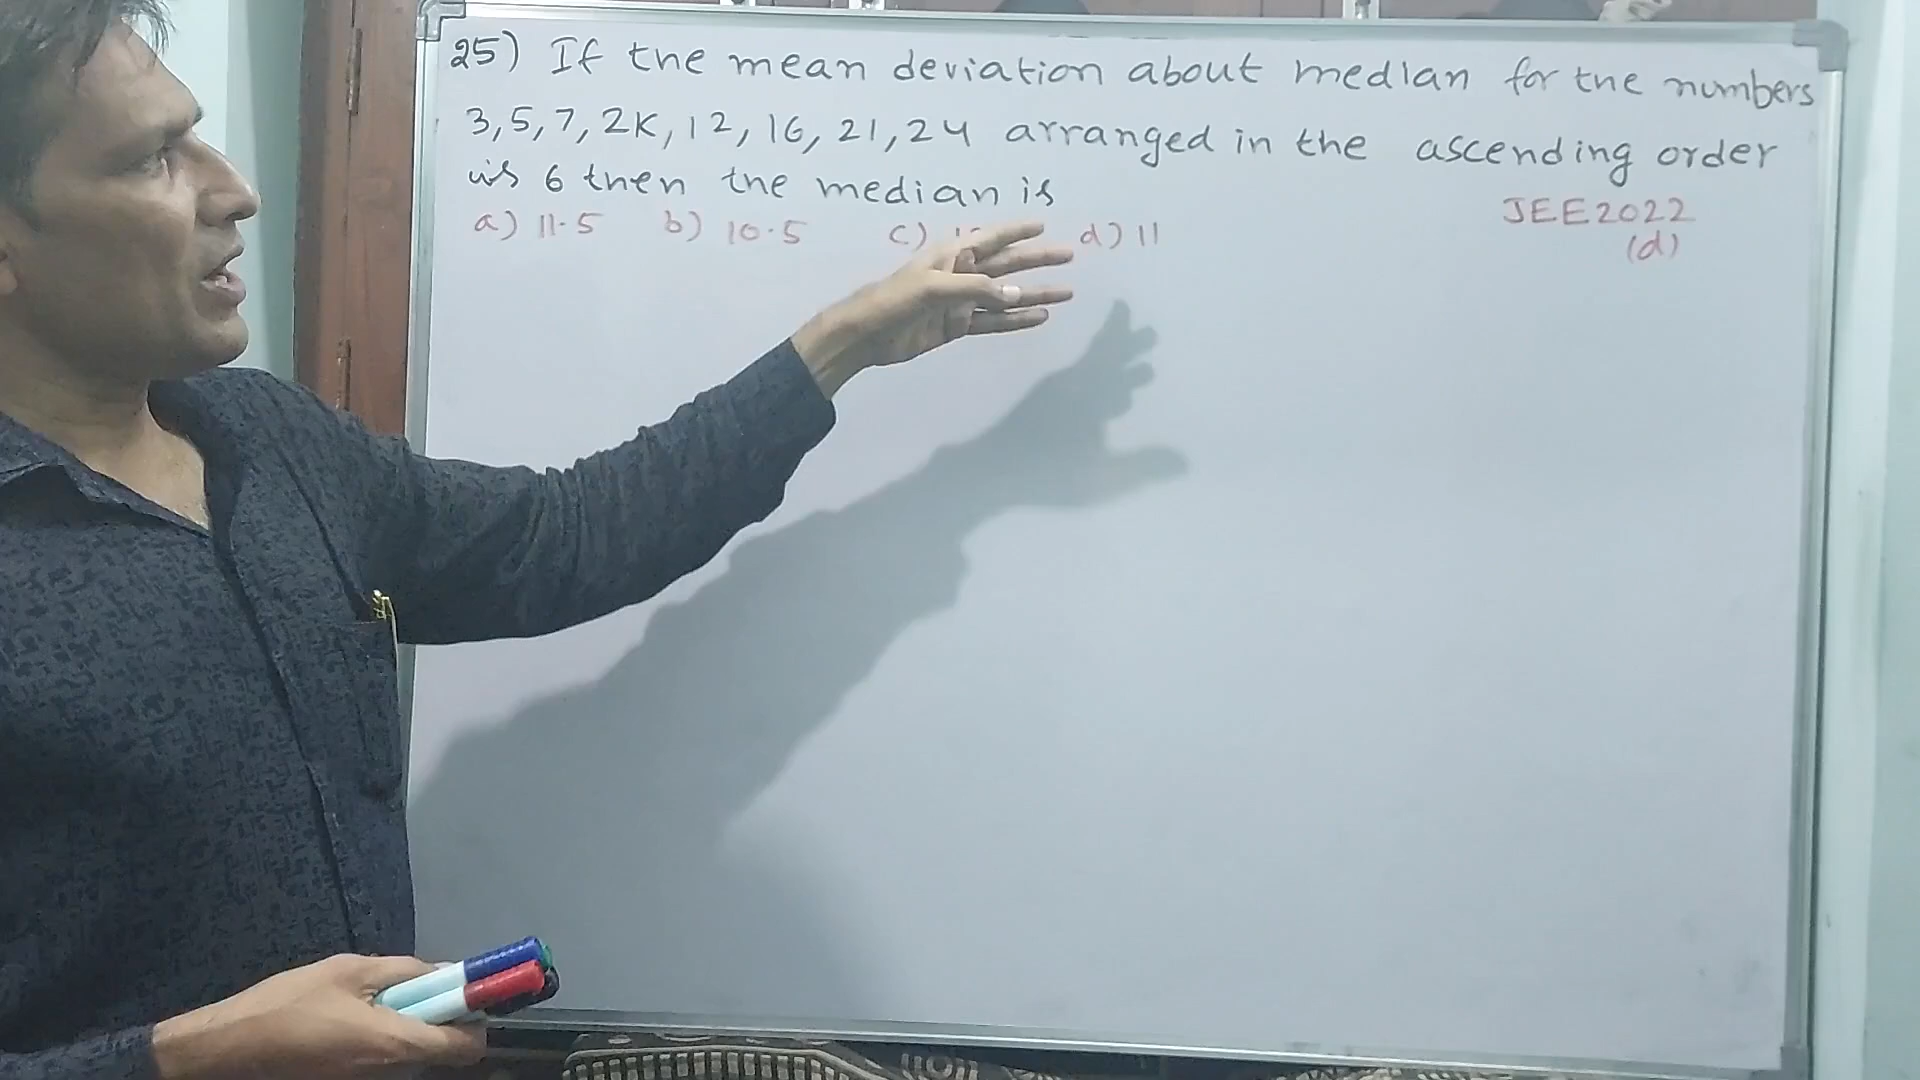 25) If the mean deviation about median for the numbers
3,5,7,2K,12,16,21,24 arranged in the ascending order
is 6 then the median is
a) 11.5 b) 10.5 c) d) 11
JEE2022
(d)